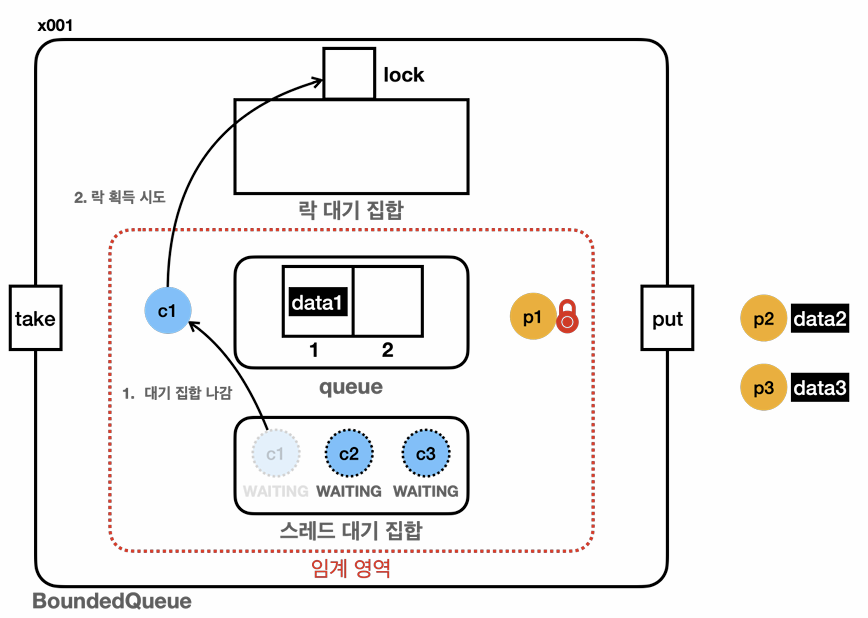 x001
lock
2. 락 획득 시도
락 대기 집합
take
c1
data1
1 2
queue
p1
put
p2 data2
p3 data3
1. 대기 집합 나감
c1 c2 c3
WAITING WAITING WAITING
스레드 대기 집합
임계 영역
BoundedQueue